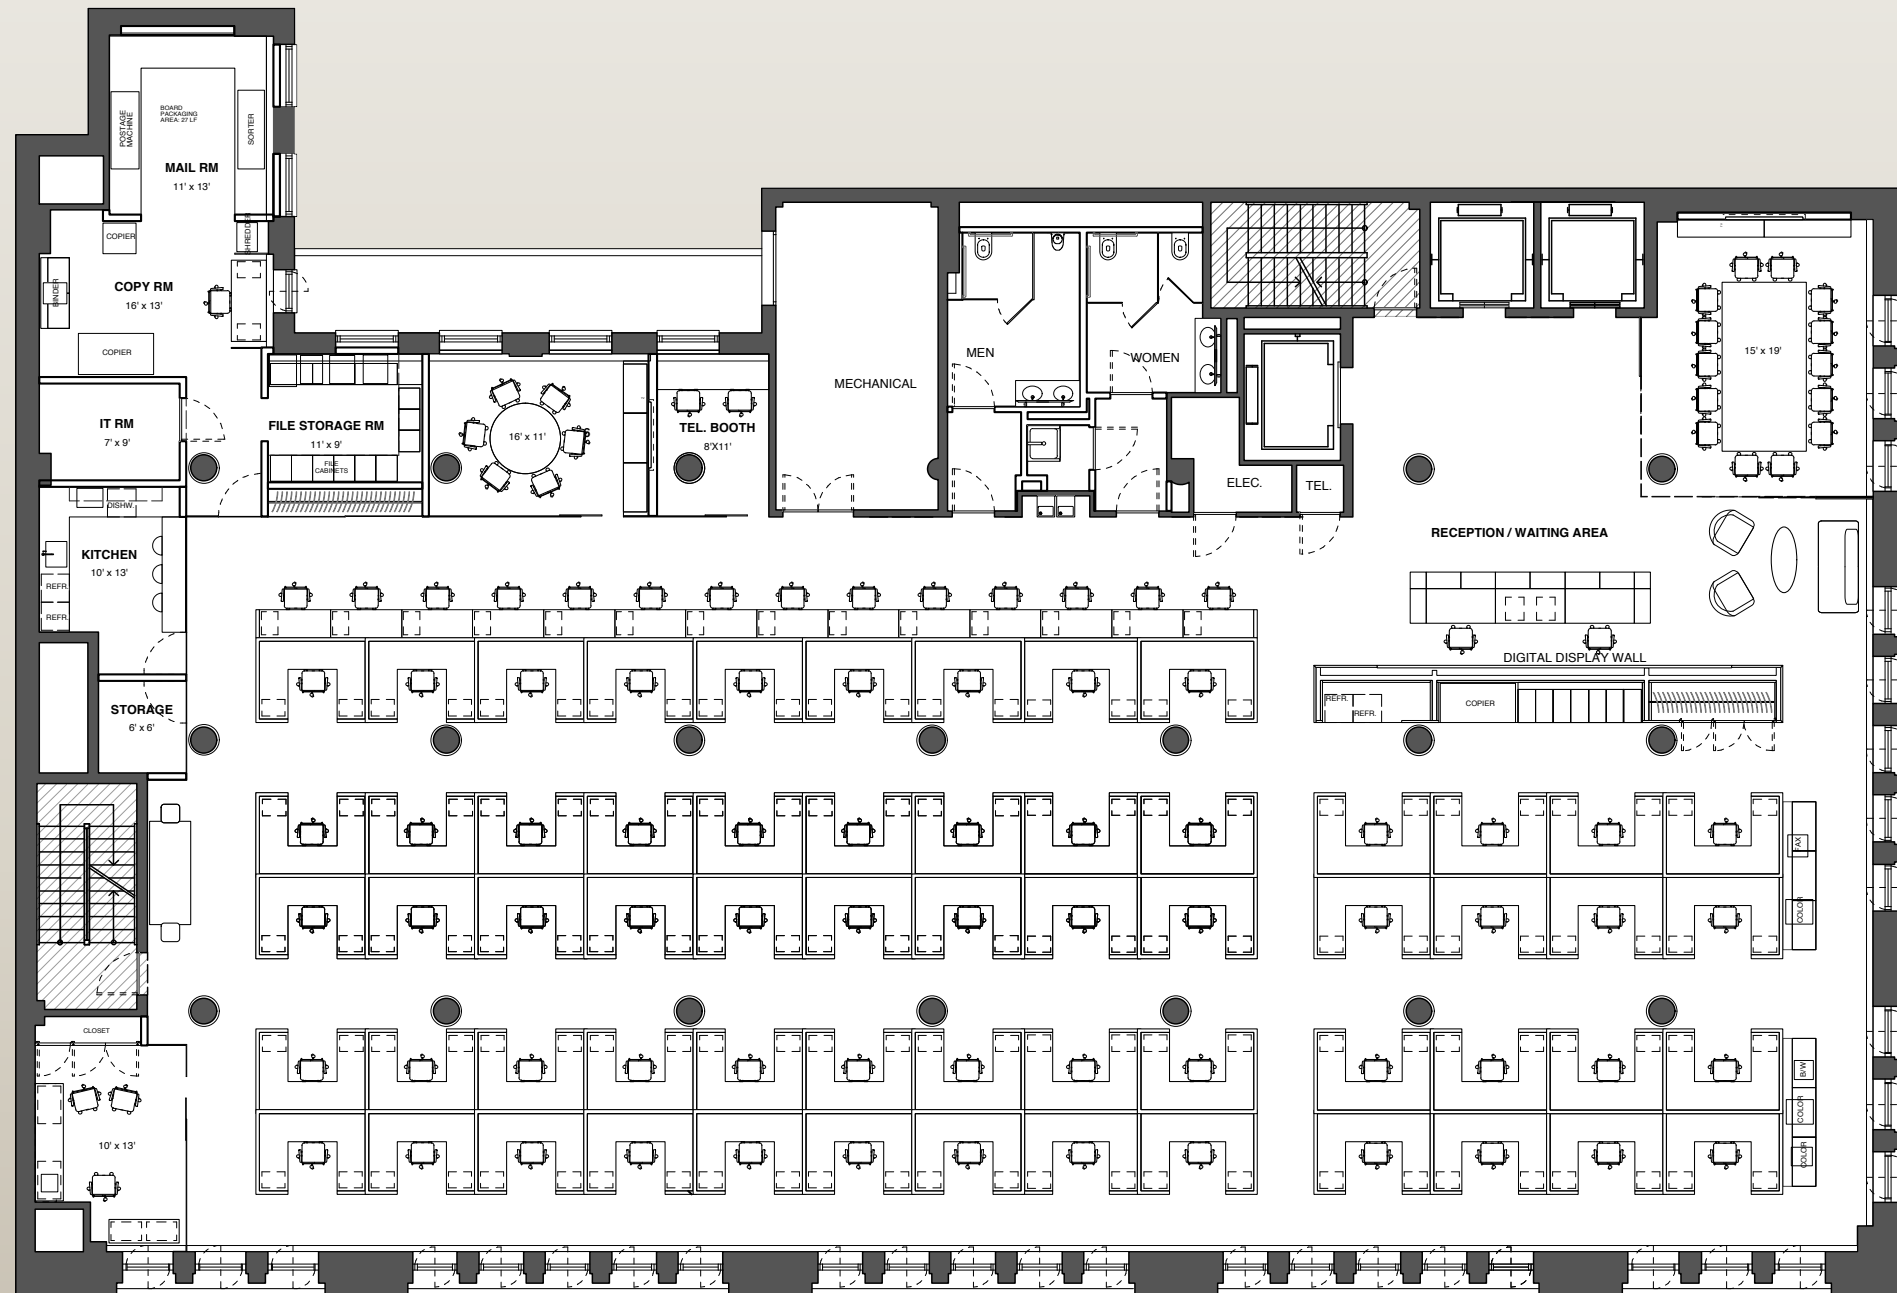 BOARD
PACKAGING
AREA: 27 LF
POSTAGE
MACHINE
SORTER
MAIL RM
11' x 13'
COPIER
SHREDDER
BINDER
COPY RM
16' x 13'
COPIER
IT RM
7' x 9'
FILE STORAGE RM
11' x 9'
FILE
CABINETS
16' x 11'
TEL. BOOTH
8'X11'
MECHANICAL
MEN
WOMEN
ELEC.
TEL.
15' x 19'
DISHW.
KITCHEN
10' x 13'
REFR.
REFR.
RECEPTION / WAITING AREA
DIGITAL DISPLAY WALL
REFR.
REFR.
COPIER
STORAGE
6' x 6'
FAX
COLOR
CLOSET
10' x 13'
B/W
COLOR
COLOR